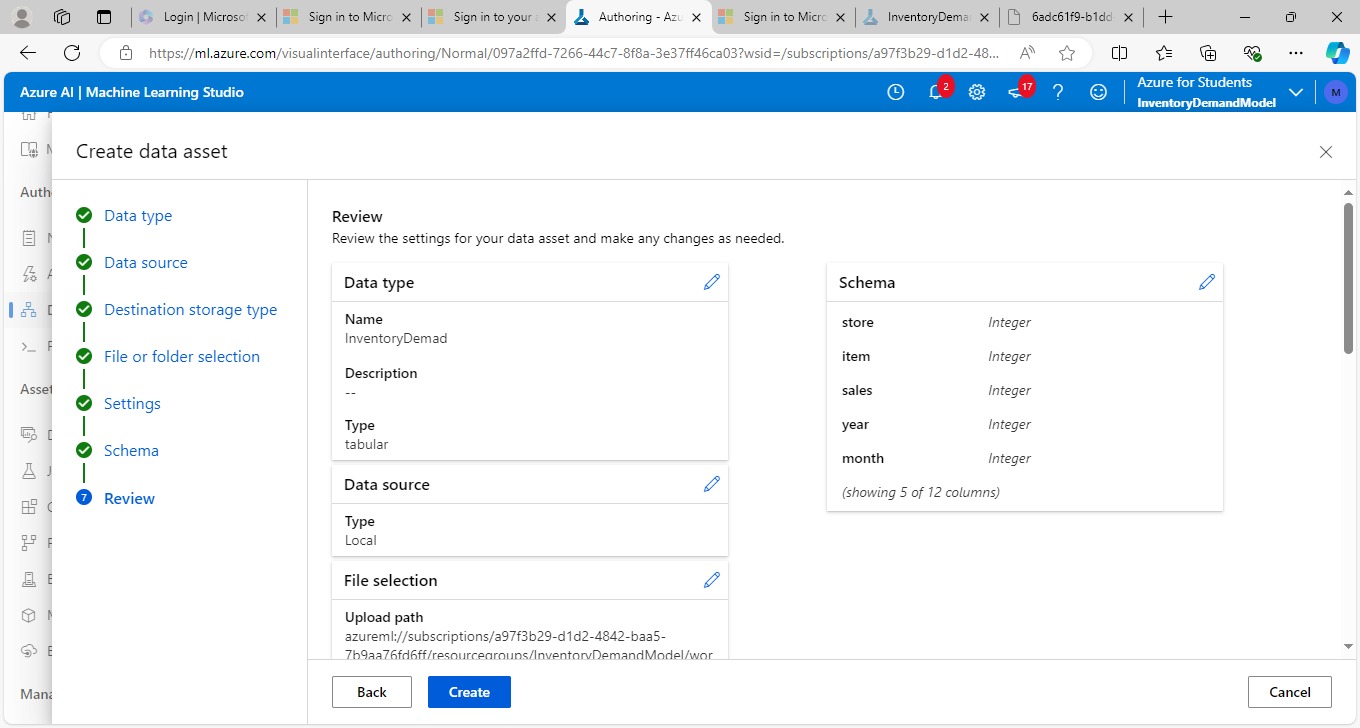 Login | Microsof
Sign in to Micro
Sign in to your a
Authoring - Azu
Sign in to Micro
InventoryDeman
6adc61f9-b1dd
https://ml.azure.com/visualinterface/authoring/Normal/097a2ffd-7266-44c7-8f8a-3e37ff46ca03?wsid=/subscriptions/a97f3b29-d1d2-48...
Azure AI | Machine Learning Studio
2
17
Azure for Students
InventoryDemandModel
M
Create data asset
Auth
Asset
Mana
Data type
Data source
Destination storage type
File or folder selection
Settings
Schema
7 Review
Review
Review the settings for your data asset and make any changes as needed.
Data type
Name
InventoryDemad
Description
--
Type
tabular
Data source
Type
Local
File selection
Upload path
azureml://subscriptions/a97f3b29-d1d2-4842-baa5-
7b9aa76fd6ff/resourcegroups/InventoryDemandModel/wor
Schema
store Integer
item Integer
sales Integer
year Integer
month Integer
(showing 5 of 12 columns)
Back
Create
Cancel